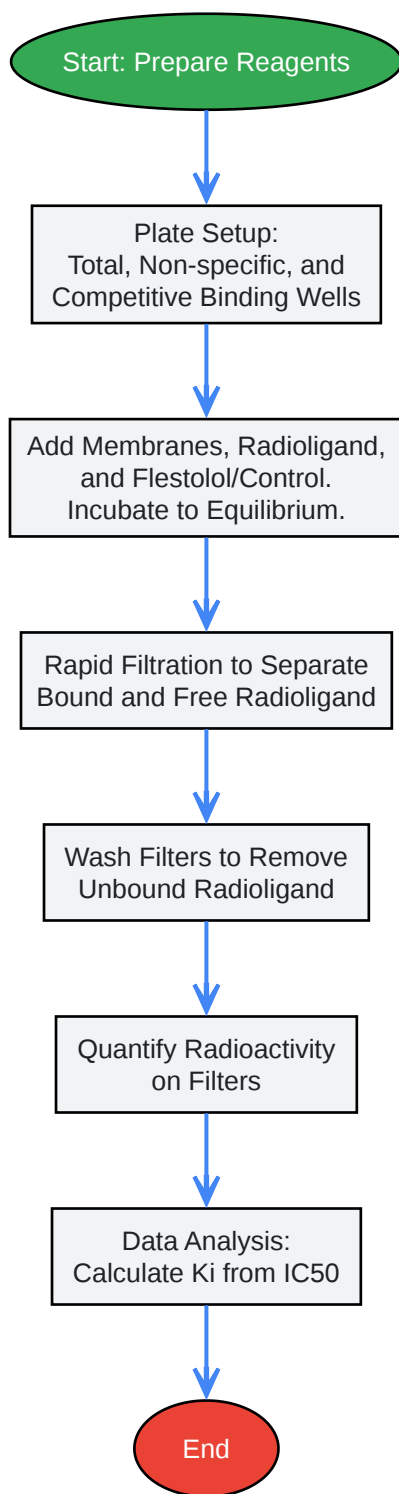 Start: Prepare Reagents
Plate Setup:
Total, Non-specific, and
Competitive Binding Wells
Add Membranes, Radioligand,
and Flestolol/Control.
Incubate to Equilibrium.
Rapid Filtration to Separate
Bound and Free Radioligand
Wash Filters to Remove
Unbound Radioligand
Quantify Radioactivity
on Filters
Data Analysis:
Calculate Ki from IC50
End